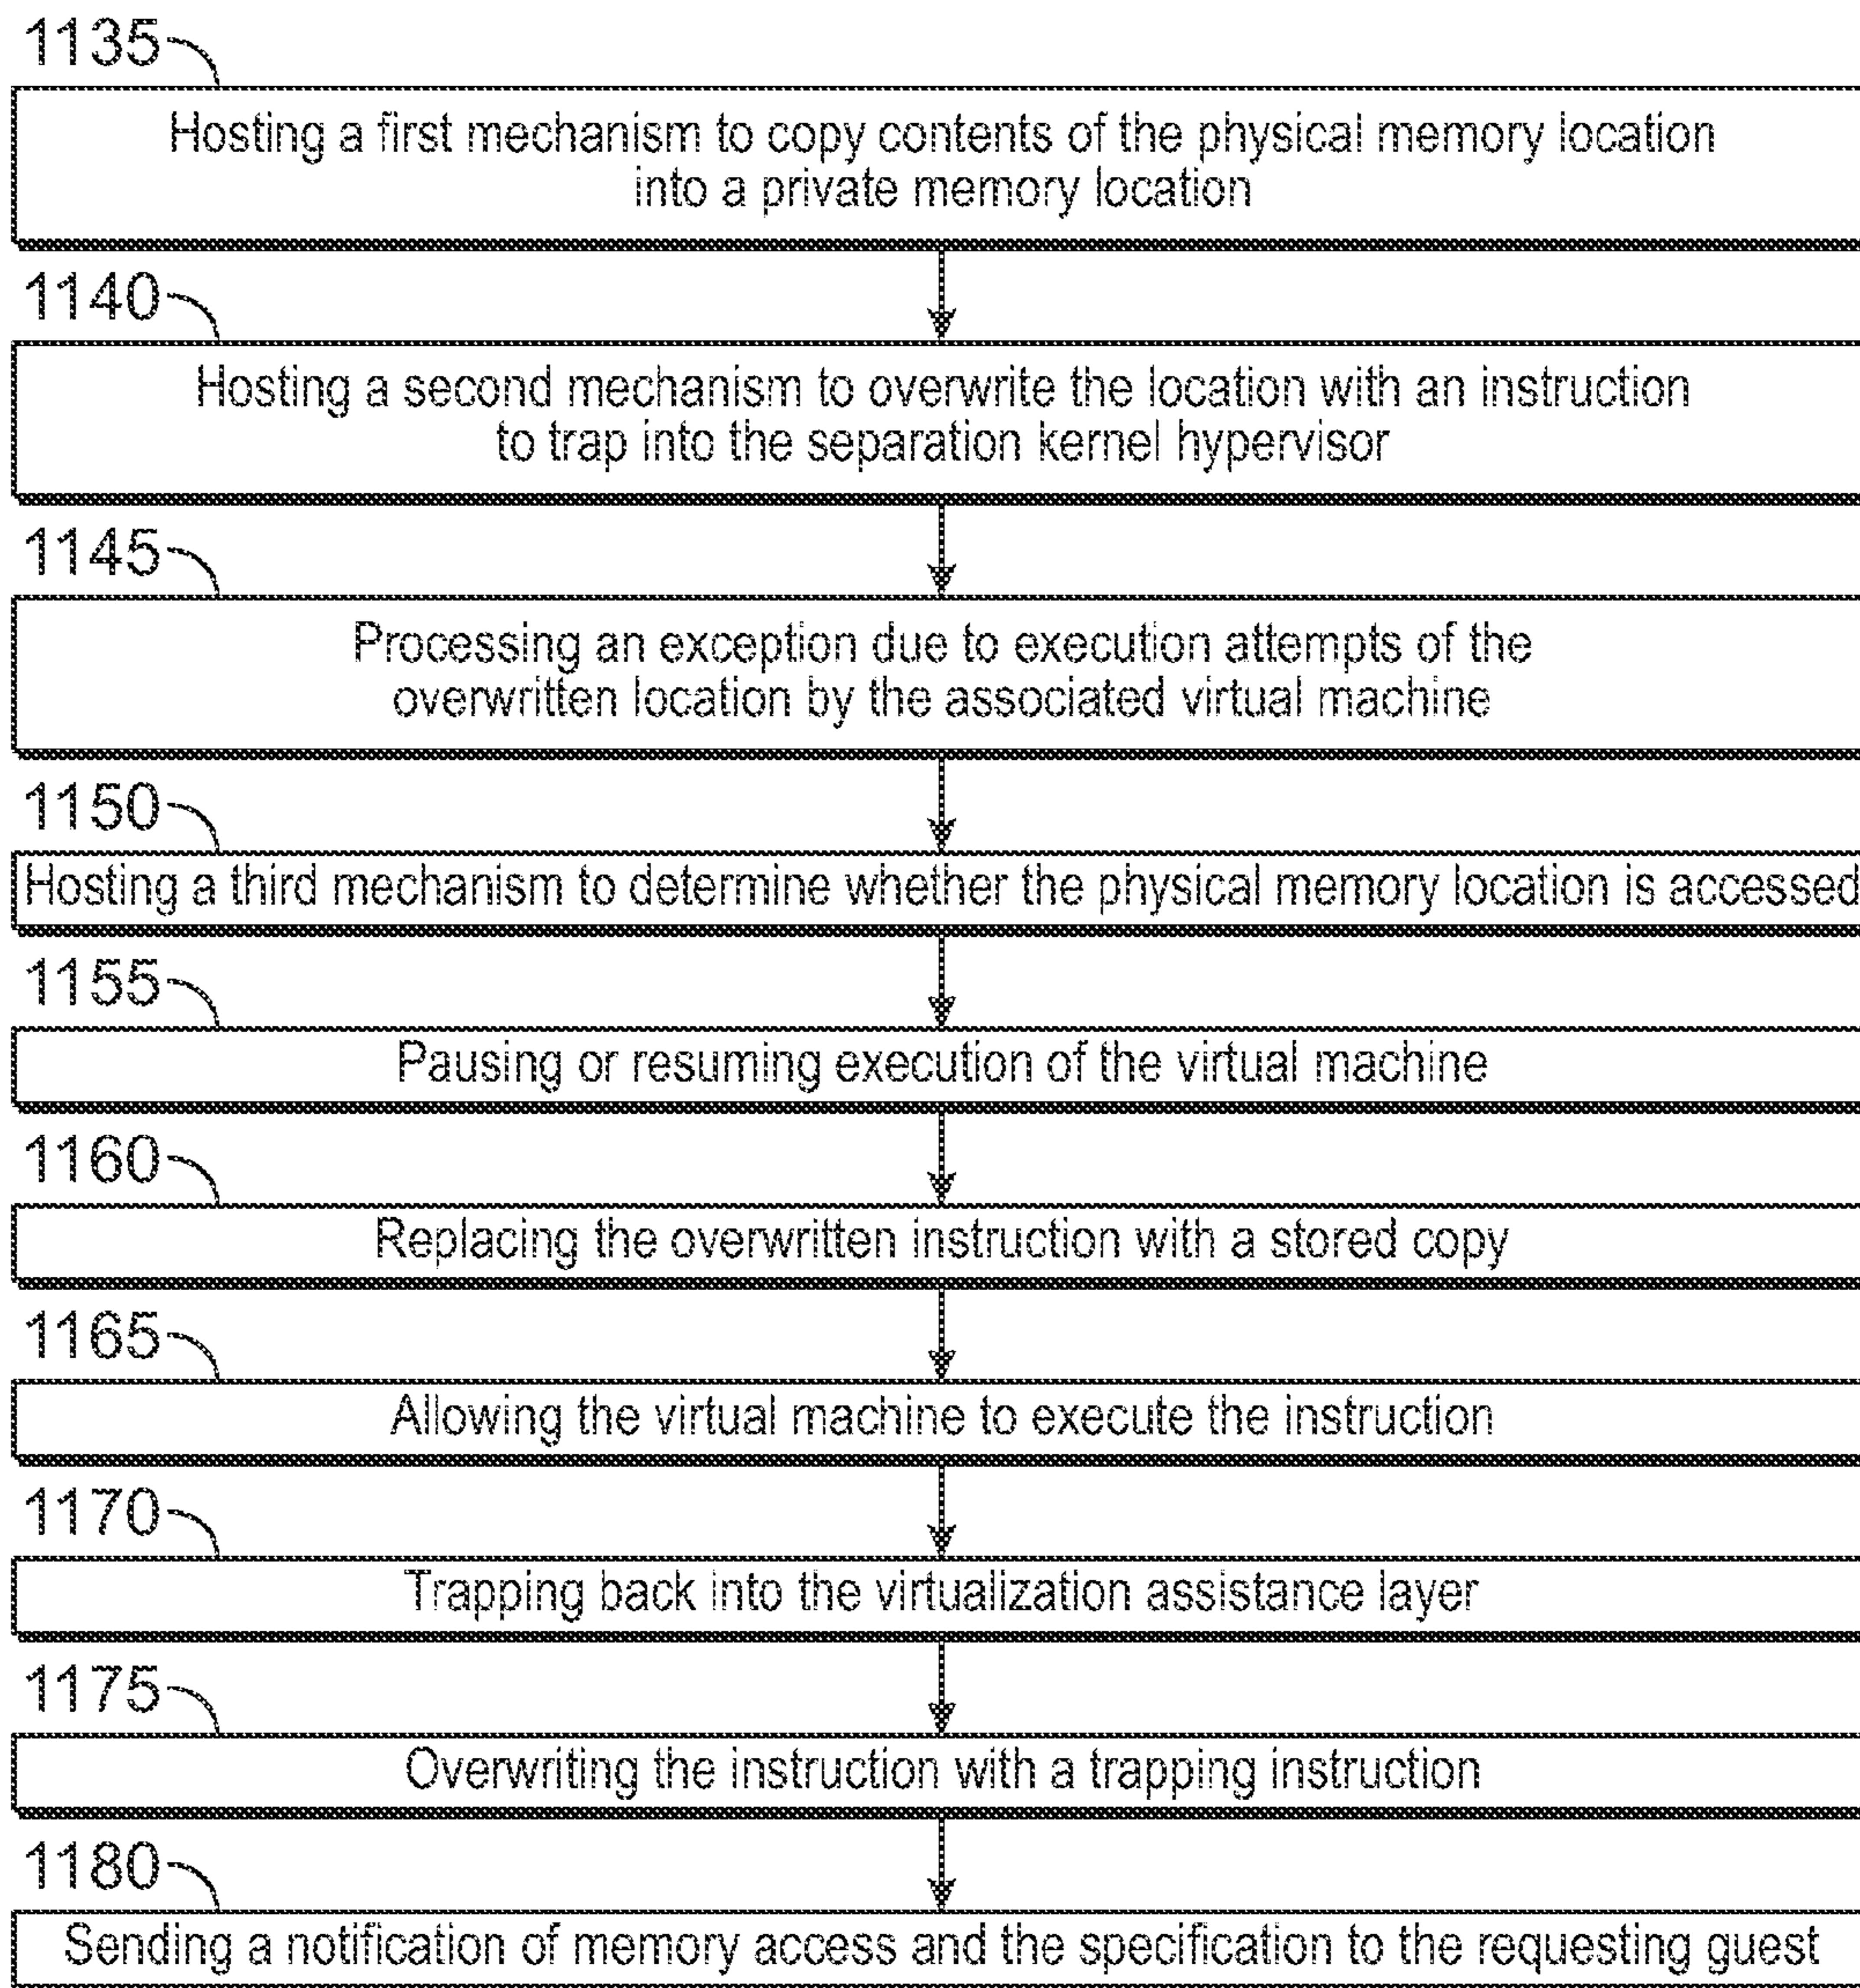 1135
Hosting a first mechanism to copy contents of the physical memory location
into a private memory location
1140
Hosting a second mechanism to overwrite the location with an instruction
to trap into the separation kernel hypervisor
1145
Processing an exception due to execution attempts of the
overwritten location by the associated virtual machine
1150
Hosting a third mechanism to determine whether the physical memory location is accessed
1155
Pausing or resuming execution of the virtual machine
1160
Replacing the overwritten instruction with a stored copy
1165
Allowing the virtual machine to execute the instruction
1170
Trapping back into the virtualization assistance layer
1175
Overwriting the instruction with a trapping instruction
1180
Sending a notification of memory access and the specification to the requesting guest